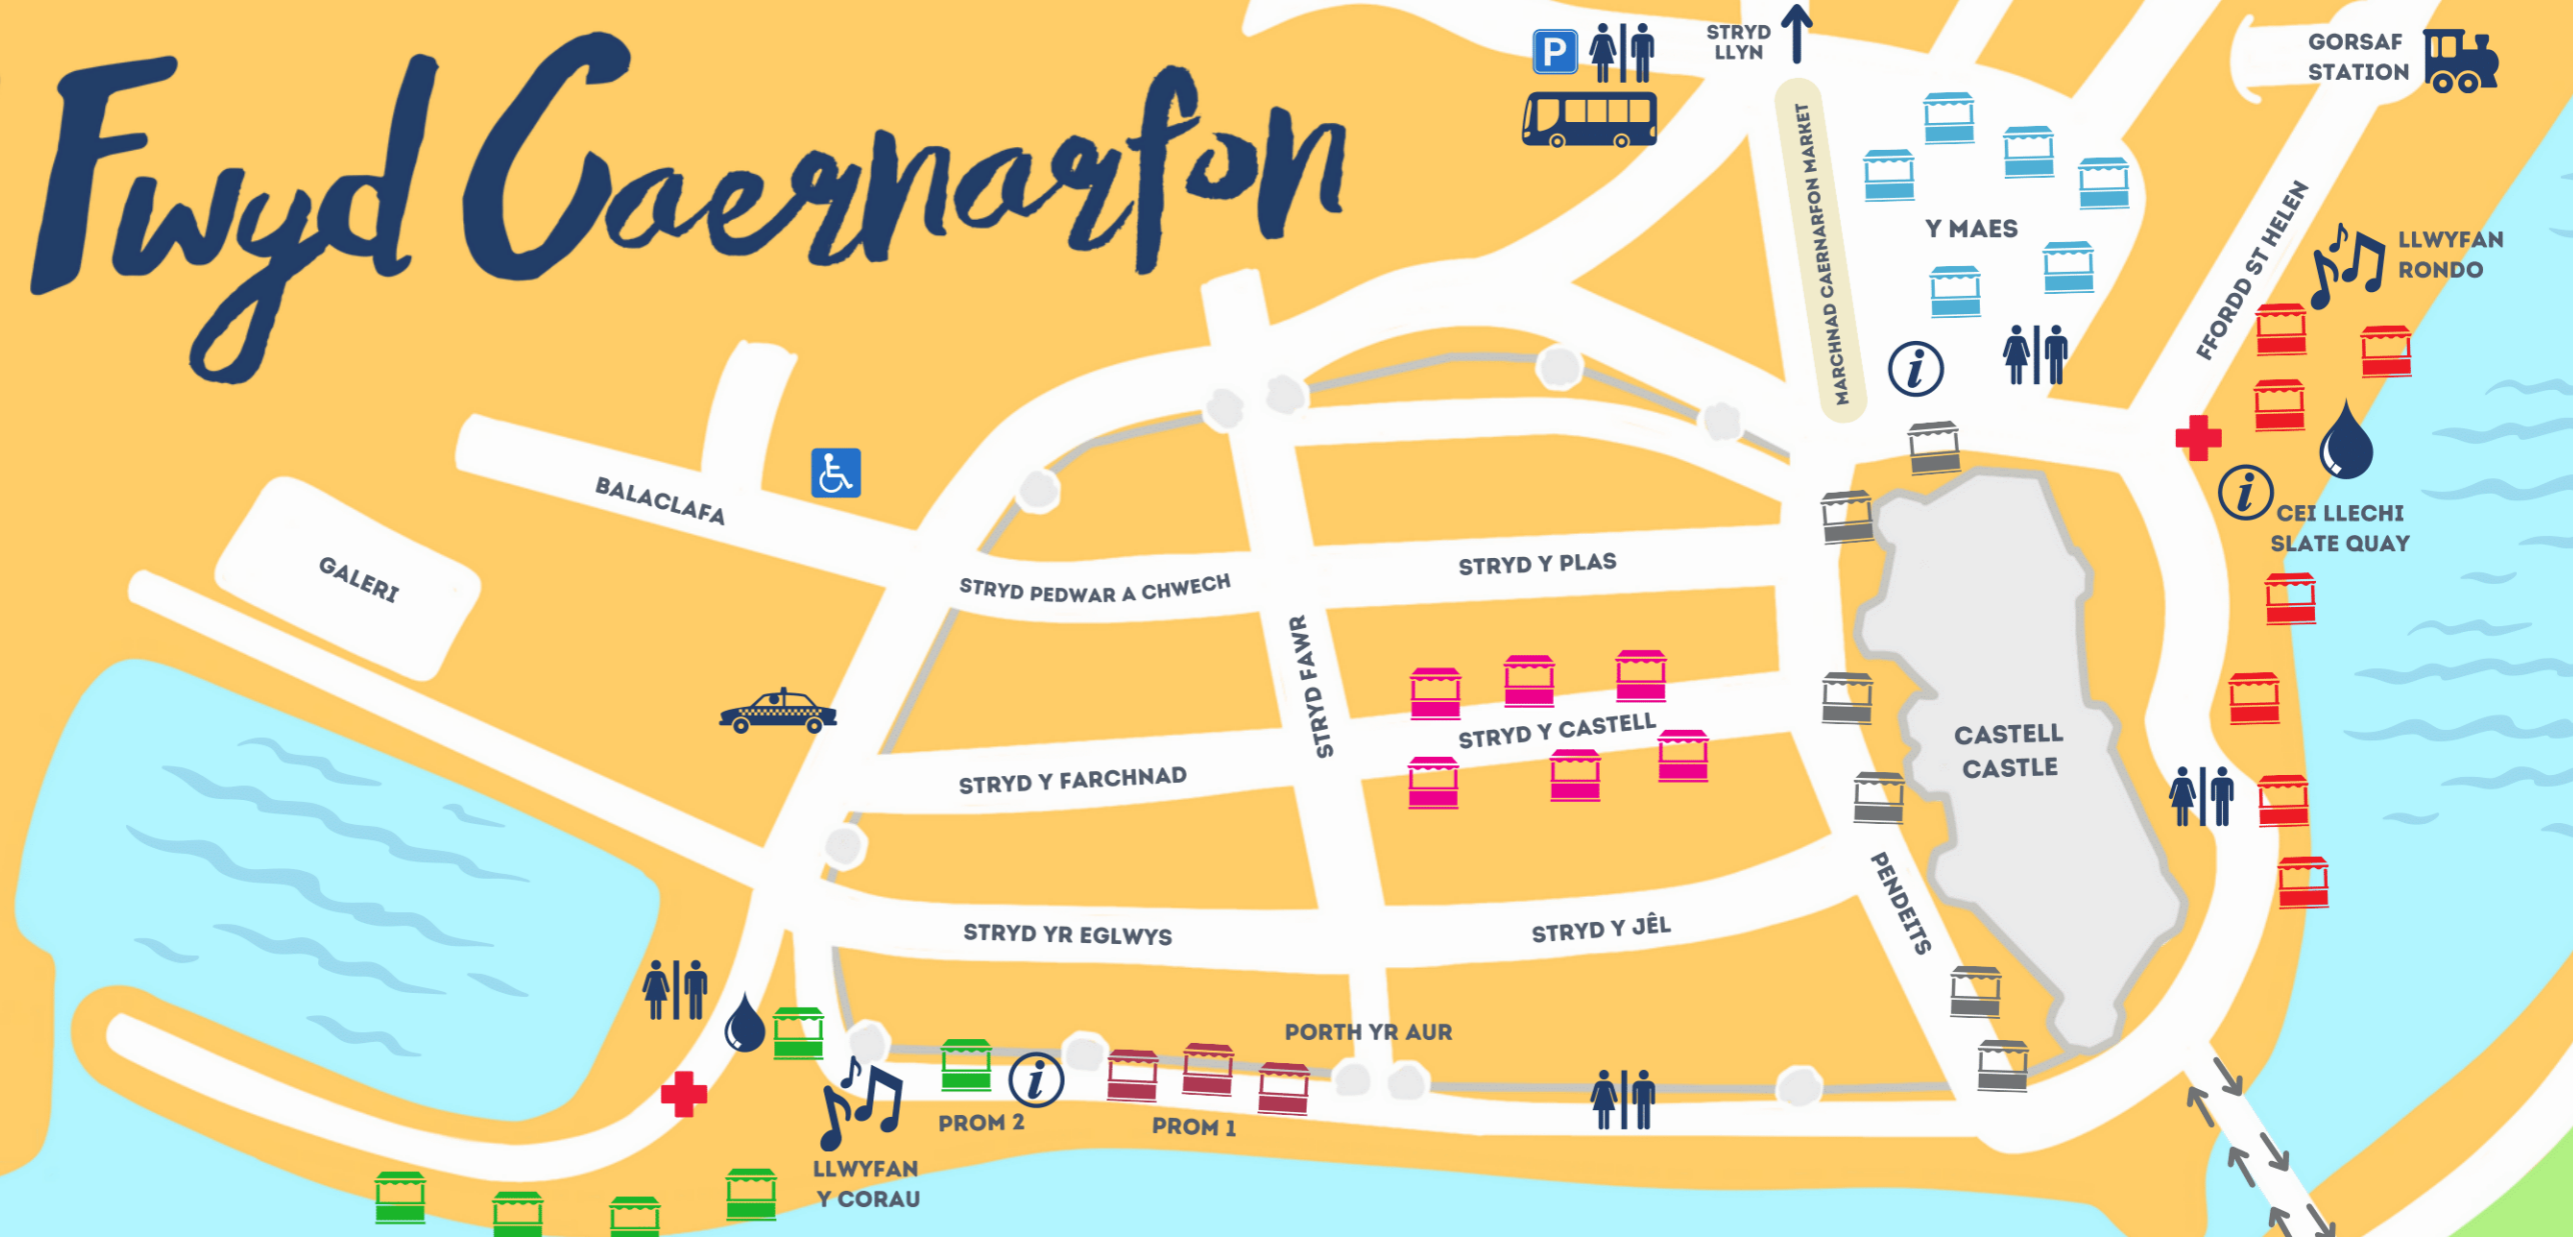 Fwyd Caernarfon
P
STRYD
LLYN
GORSAF
STATION
MARCHNAD CAERNARFON MARKET
Y MAES
FFORDD ST HELEN
LLWYFAN
RONDO
i
i
CEI LLECHI
SLATE QUAY
BALACLAFA
GALERI
STRYD PEDWAR A CHWECH
STRYD Y PLAS
STRYD FAWR
STRYD Y CASTELL
STRYD Y FARCHNAD
CASTELL
CASTLE
PENDEITS
STRYD YR EGLWYS
STRYD Y JÊL
PORTH YR AUR
i
PROM 2
PROM 1
LLWYFAN
Y CORAU